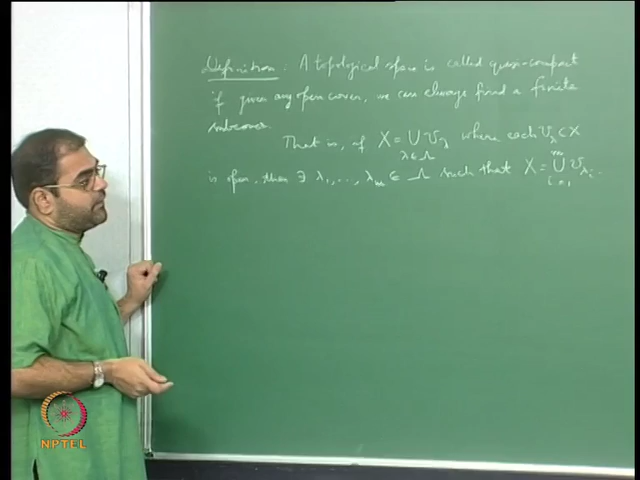 Definition: A topological space is called quasi-compact
if given any open cover, we can always find a finite
subcover.
That is, if X = ∪ U_λ where each U_λ ⊂ X
λ∈Λ
m
is open, then ∃ λ_1, ..., λ_m ∈ Λ such that X = ∪ U_{λ_i}.
i=1
NPTEL